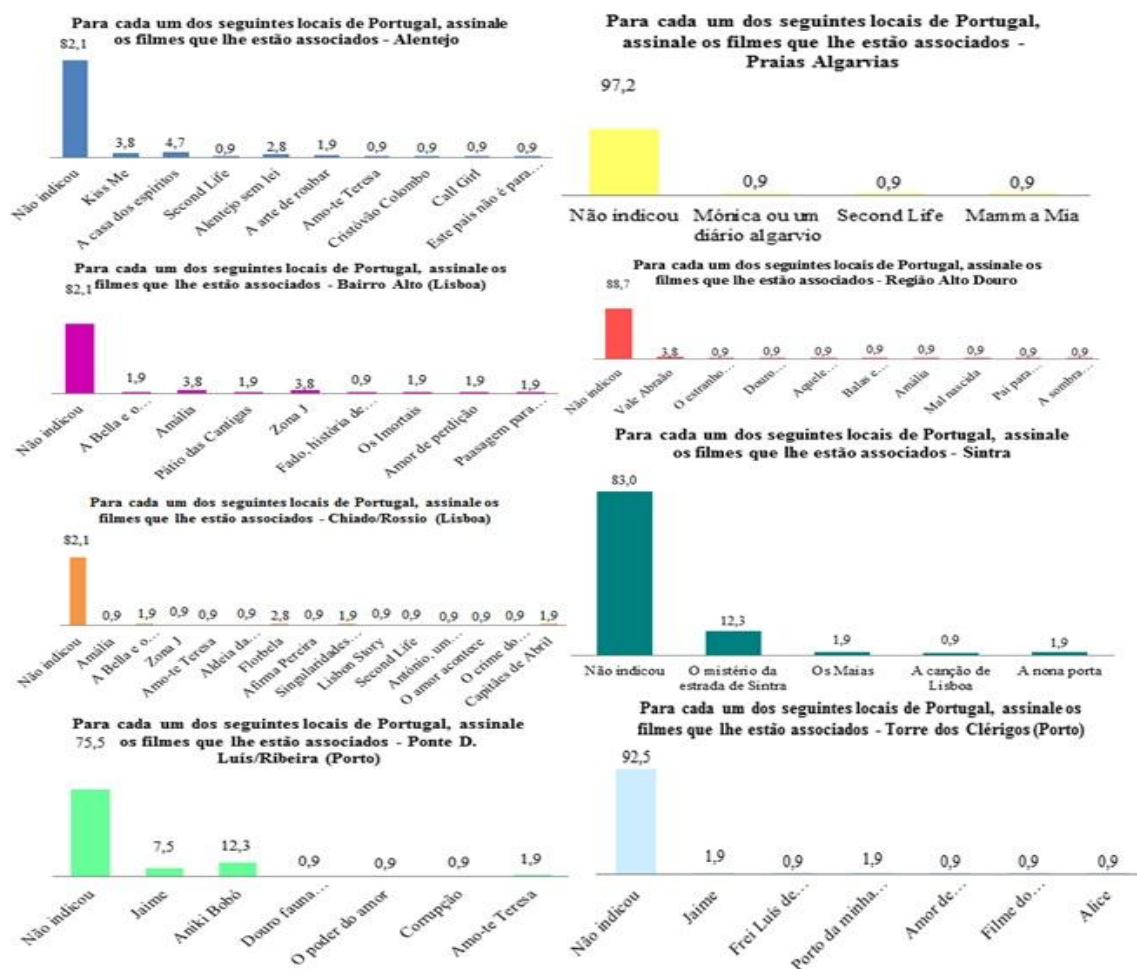 Para cada um dos seguintes locais de Portugal, assinale
os filmes que lhe estão associados - Alentejo
82,1
3,8
4,7
0,9
2,8
1,9
0,9
0,9
0,9
0,9
Não indicou
Kiss Me
A casa dos espíritos
Second Life
Alentejo sem lei
A arte de roubar
Amo-te Teresa
Cristóvão Colombo
Call Girl
Este país não é para…
Para cada um dos seguintes locais de Portugal,
assinale os filmes que lhe estão associados -
Praias Algarvias
97,2
0,9
0,9
0,9
Não indicou
Mónica ou um
diário algarvio
Second Life
Mamm a Mia
Para cada um dos seguintes locais de Portugal, assinale os
filmes que lhe estão associados - Bairro Alto (Lisboa)
82,1
1,9
3,8
1,9
3,8
0,9
1,9
1,9
1,9
Não indicou
A Bella e o…
Amália
Pátio das Cantigas
Zona J
Fado, história de…
Os Imortais
Amor de perdição
Paasagem para…
Para cada um dos seguintes locais de Portugal, assinale os
filmes que lhe estão associados - Região Alto Douro
88,7
3,8
0,9
0,9
0,9
0,9
0,9
0,9
0,9
0,9
Não indicou
Vale Abraão
O estranho…
Douro…
Aquele…
Balas e…
Amália
Mal nascida
Pai para…
A sombra…
Para cada um dos seguintes locais de Portugal, assinale os
filmes que lhe estão associados - Chiado/Rossio (Lisboa)
82,1
0,9
1,9
0,9
0,9
0,9
2,8
0,9
1,9
0,9
0,9
0,9
0,9
0,9
1,9
Não indicou
Amália
A Bella e o…
Zona J
Amo-te Teresa
Aldeia da…
Florbela
Afirma Pereira
Singularidades…
Lisbon Story
Second Life
António, um…
O amor acontece
O crime do…
Capitães de Abril
Para cada um dos seguintes locais de Portugal, assinale
os filmes que lhe estão associados - Sintra
83,0
12,3
1,9
0,9
1,9
Não indicou
O mistério da
estrada de Sintra
Os Maias
A canção de
Lisboa
A nona porta
Para cada um dos seguintes locais de Portugal, assinale
os filmes que lhe estão associados - Ponte D.
Luís/Ribeira (Porto)
75,5
7,5
12,3
0,9
0,9
0,9
1,9
Não indicou
Jaime
Aniki Bobó
Douro fauna…
O poder do amor
Corrupção
Amo-te Teresa
Para cada um dos seguintes locais de Portugal, assinale os
filmes que lhe estão associados - Torre dos Clérigos (Porto)
92,5
1,9
0,9
1,9
0,9
0,9
0,9
Não indicou
Jaime
Frei Luís de…
Porto da minha…
Amor de…
Filme do…
Alice